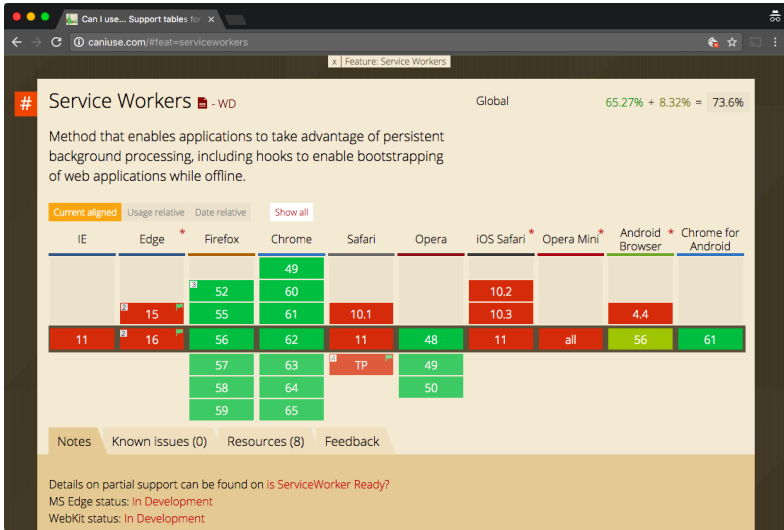 Can I use... Support tables for
caniuse.com/#feat=serviceworkers
x Feature: Service Workers
# Service Workers - WD
Global 65.27% + 8.32% = 73.6%
Method that enables applications to take advantage of persistent
background processing, including hooks to enable bootstrapping
of web applications while offline.
Current aligned Usage relative Date relative Show all
IE Edge * Firefox Chrome Safari Opera iOS Safari * Opera Mini * Android Browser * Chrome for Android
49
3 52 60 10.2
2 15 55 61 10.1 10.3 4.4
11 2 16 56 62 11 48 11 all 56 61
57 63 4 TP 49
58 64 50
59 65
Notes Known issues (0) Resources (8) Feedback
Details on partial support can be found on is ServiceWorker Ready?
MS Edge status: In Development
WebKit status: In Development